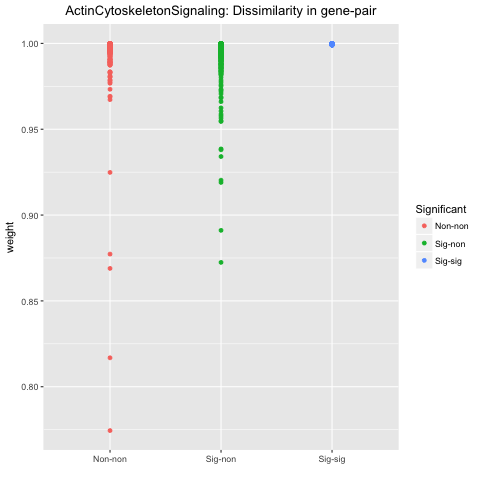 ActinCytoskeletonSignaling: Dissimilarity in gene-pair
1.00
0.95
0.90
0.85
0.80
weight
Non-non
Sig-non
Sig-sig
Significant
Non-non
Sig-non
Sig-sig